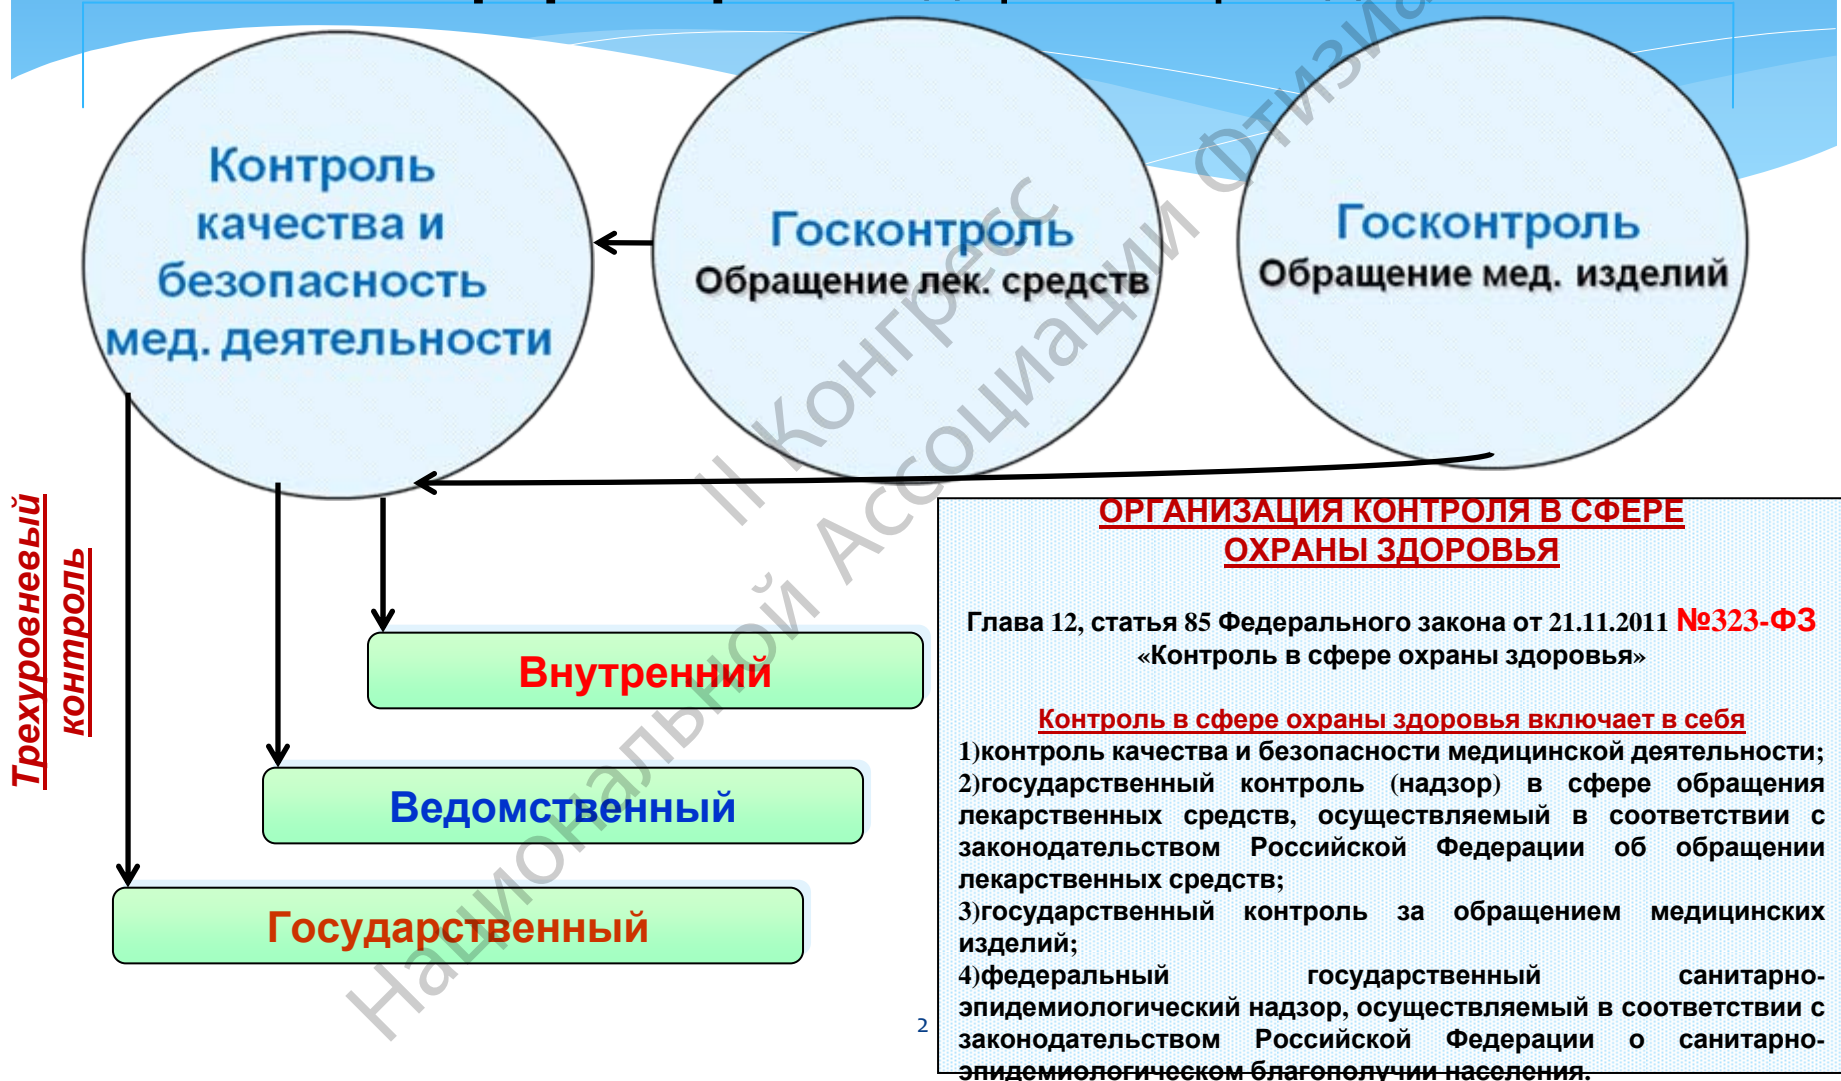 Контроль
качества и
безопасность
мед. деятельности
Госконтроль
Обращение лек. средств
Госконтроль
Обращение мед. изделий
Трехуровневый
контроль
Внутренний
Ведомственный
Государственный
ОРГАНИЗАЦИЯ КОНТРОЛЯ В СФЕРЕ
ОХРАНЫ ЗДОРОВЬЯ
Глава 12, статья 85 Федерального закона от 21.11.2011 №323-ФЗ
«Контроль в сфере охраны здоровья»
Контроль в сфере охраны здоровья включает в себя
1)контроль качества и безопасности медицинской деятельности;
2)государственный контроль (надзор) в сфере обращения
лекарственных средств, осуществляемый в соответствии с
законодательством Российской Федерации об обращении
лекарственных средств;
3)государственный контроль за обращением медицинских
изделий;
4)федеральный государственный санитарно-
эпидемиологический надзор, осуществляемый в соответствии с
законодательством Российской Федерации о санитарно-
эпидемиологическом благополучии населения.
2
II Конгресс
Национальной Ассоциации